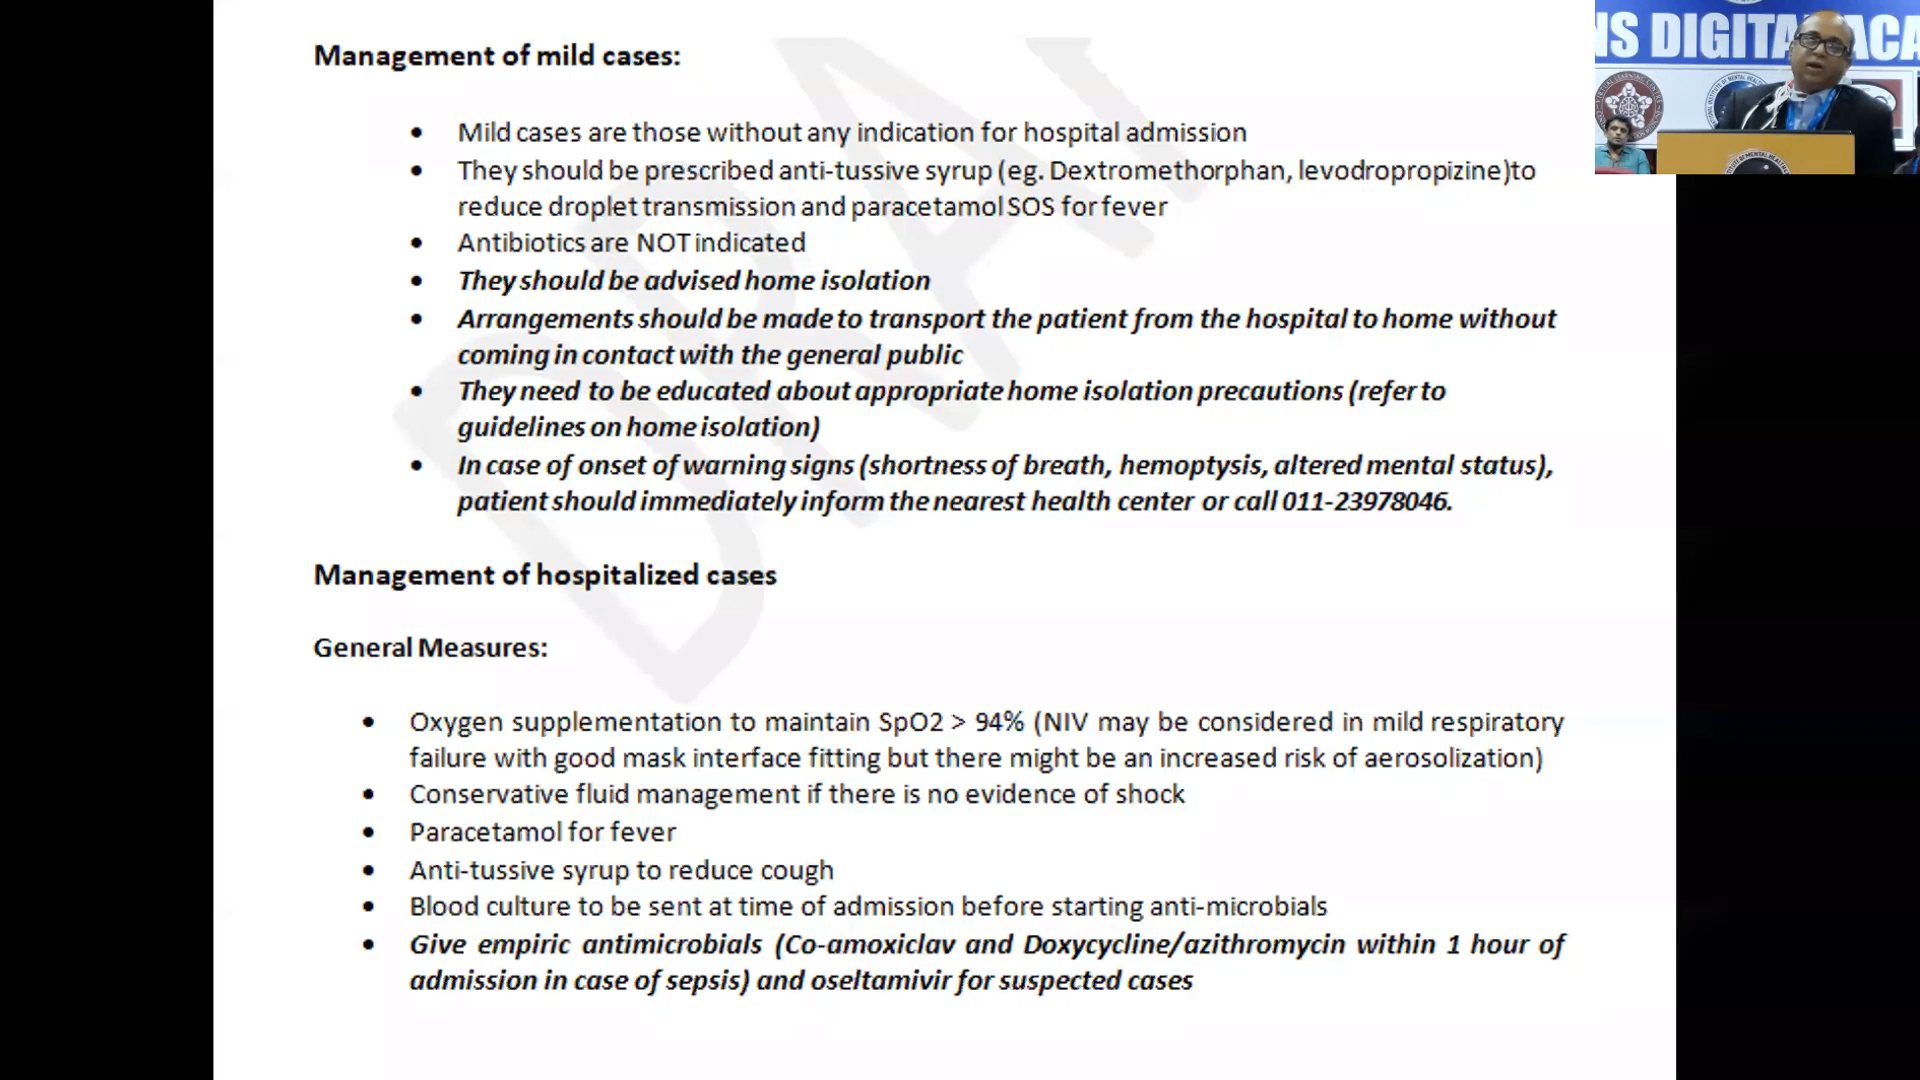 Management of mild cases:
NS DIGITAL ACA
• Mild cases are those without any indication for hospital admission
• They should be prescribed anti-tussive syrup (eg. Dextromethorphan, levodropropizine)to
reduce droplet transmission and paracetamol SOS for fever
• Antibiotics are NOT indicated
• They should be advised home isolation
• Arrangements should be made to transport the patient from the hospital to home without
coming in contact with the general public
• They need to be educated about appropriate home isolation precautions (refer to
guidelines on home isolation)
• In case of onset of warning signs (shortness of breath, hemoptysis, altered mental status),
patient should immediately inform the nearest health center or call 011-23978046.
Management of hospitalized cases
General Measures:
• Oxygen supplementation to maintain SpO2 > 94% (NIV may be considered in mild respiratory
failure with good mask interface fitting but there might be an increased risk of aerosolization)
• Conservative fluid management if there is no evidence of shock
• Paracetamol for fever
• Anti-tussive syrup to reduce cough
• Blood culture to be sent at time of admission before starting anti-microbials
• Give empiric antimicrobials (Co-amoxiclav and Doxycycline/azithromycin within 1 hour of
admission in case of sepsis) and oseltamivir for suspected cases
DRAF